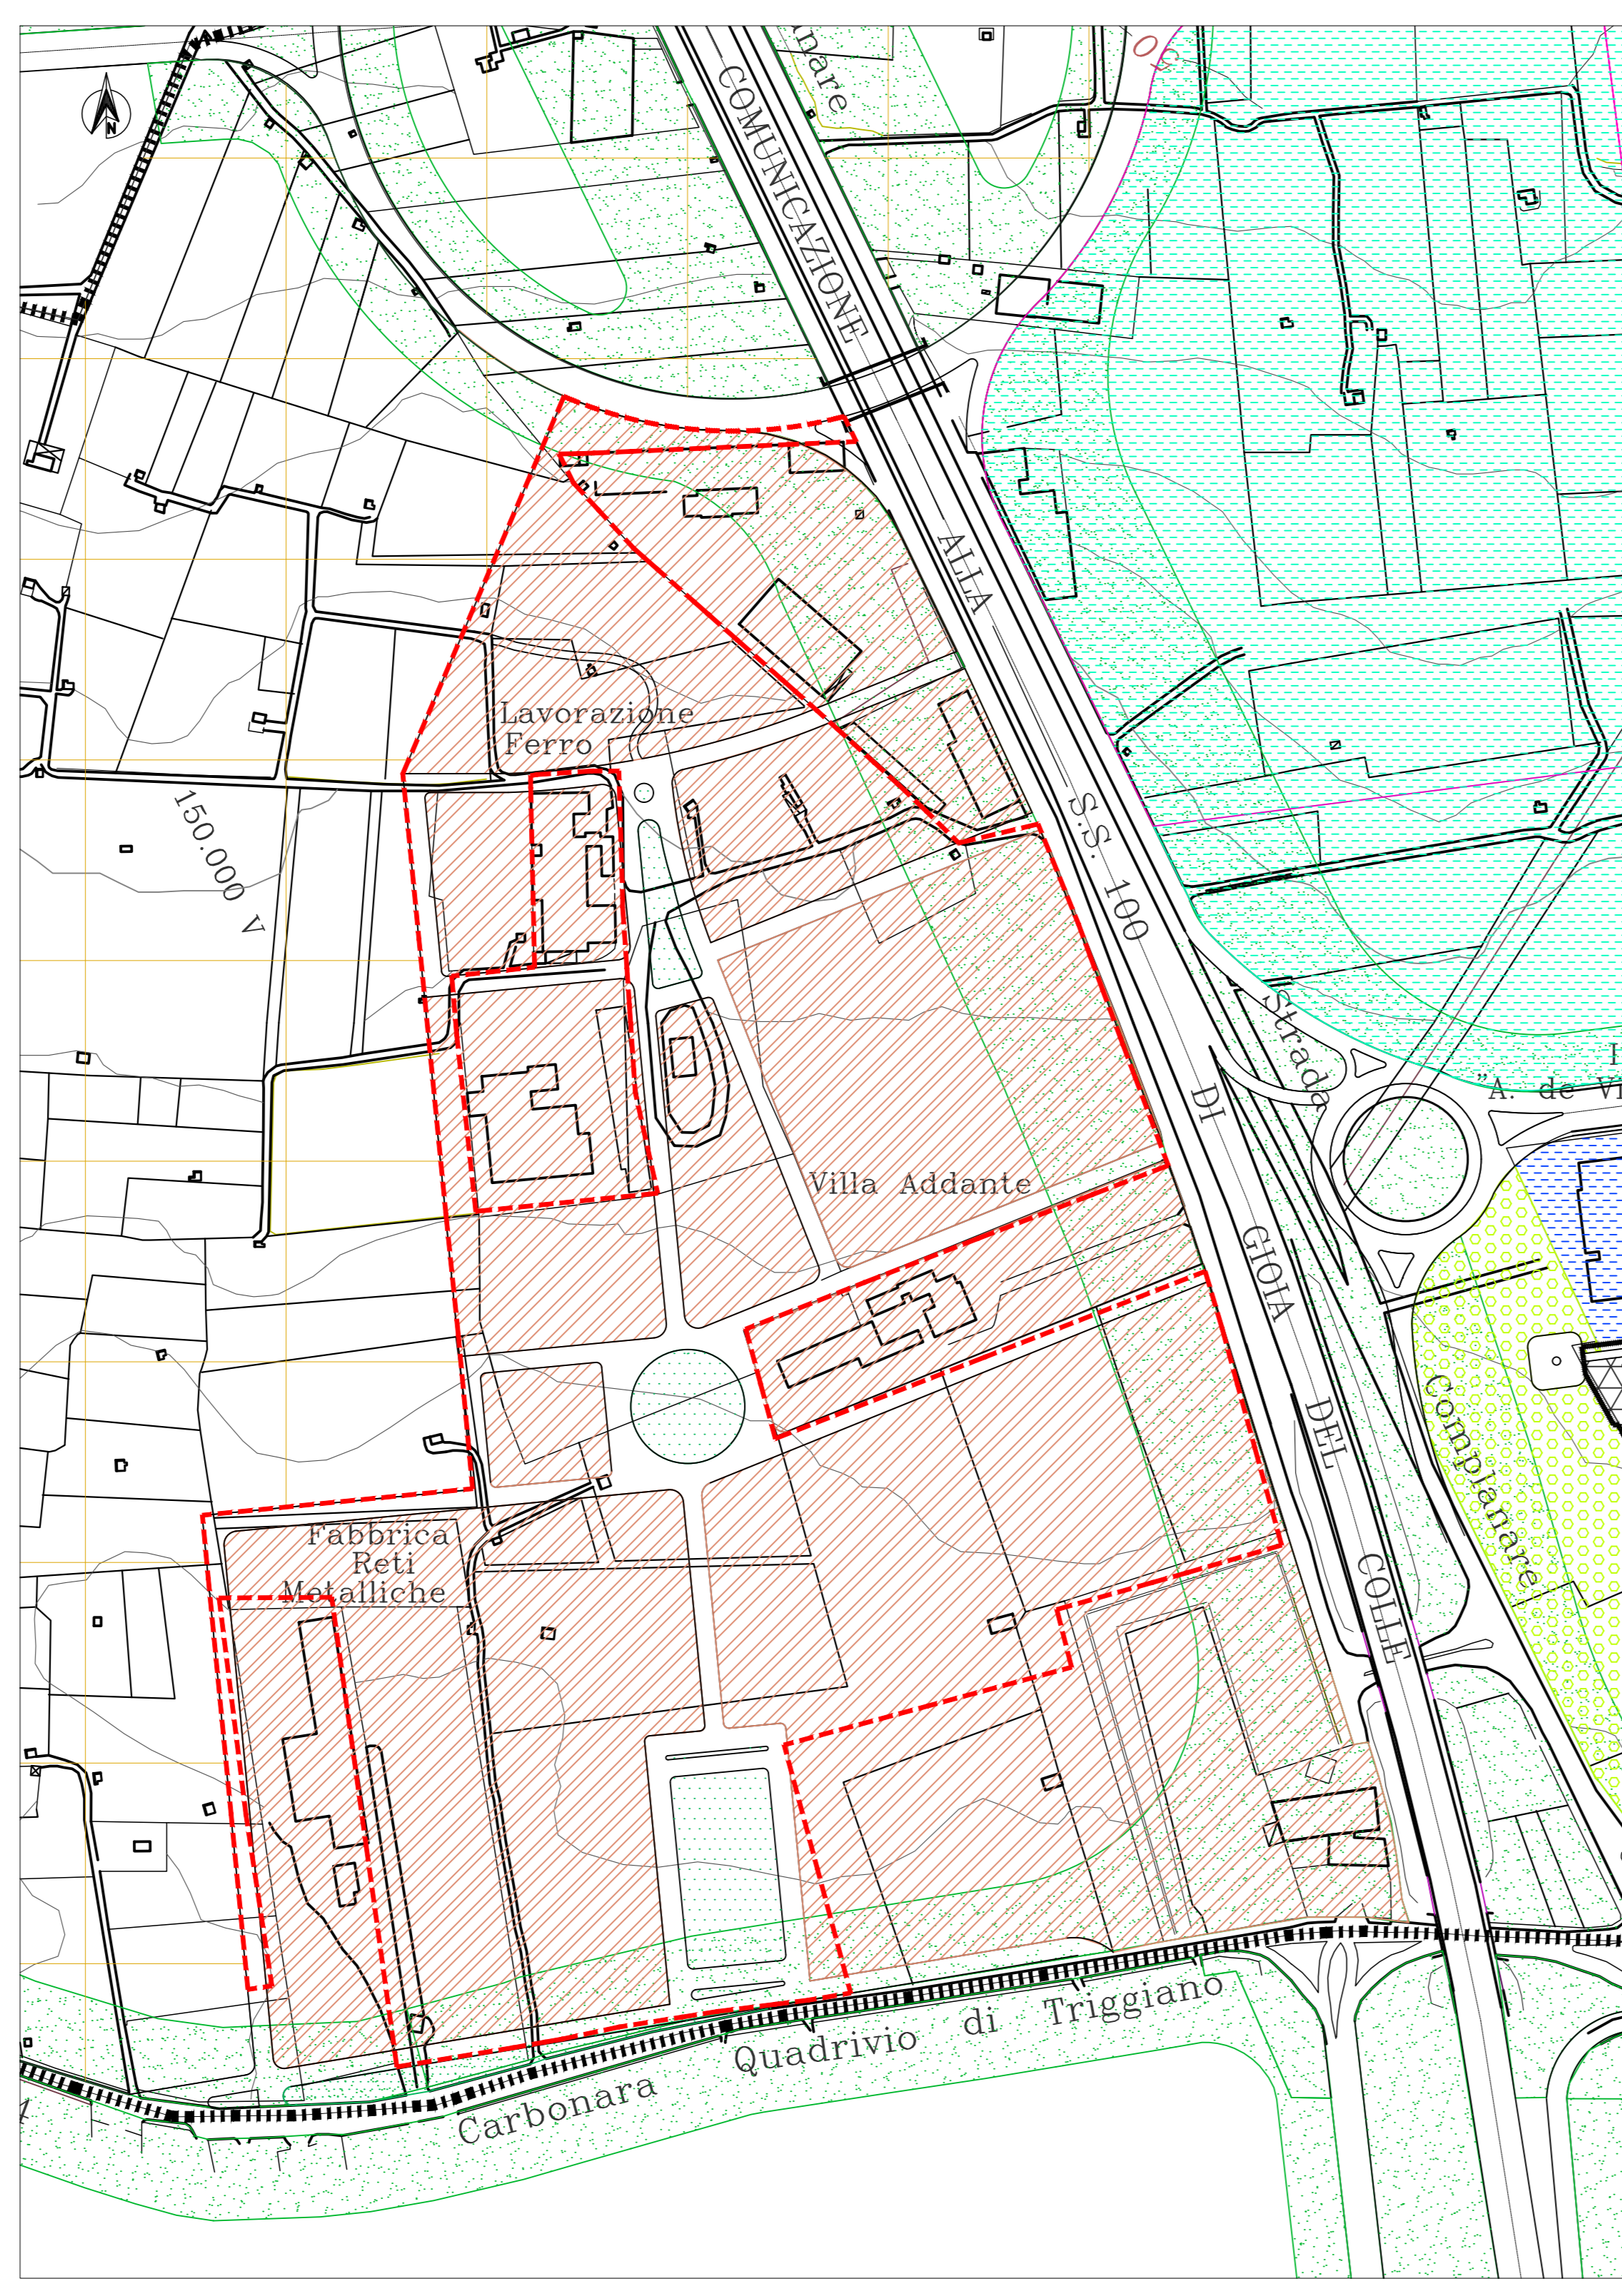 N
nare
COMUNICAZIONE
ALLA
S.S. 100
DI
GIOIA
DEL
COLLE
Lavorazione
Ferro
150.000 V
Strada
"A. de
Villa Addante
Complanare
Fabbrica
Reti
Metalliche
Carbonara
Quadrivio di Triggiano